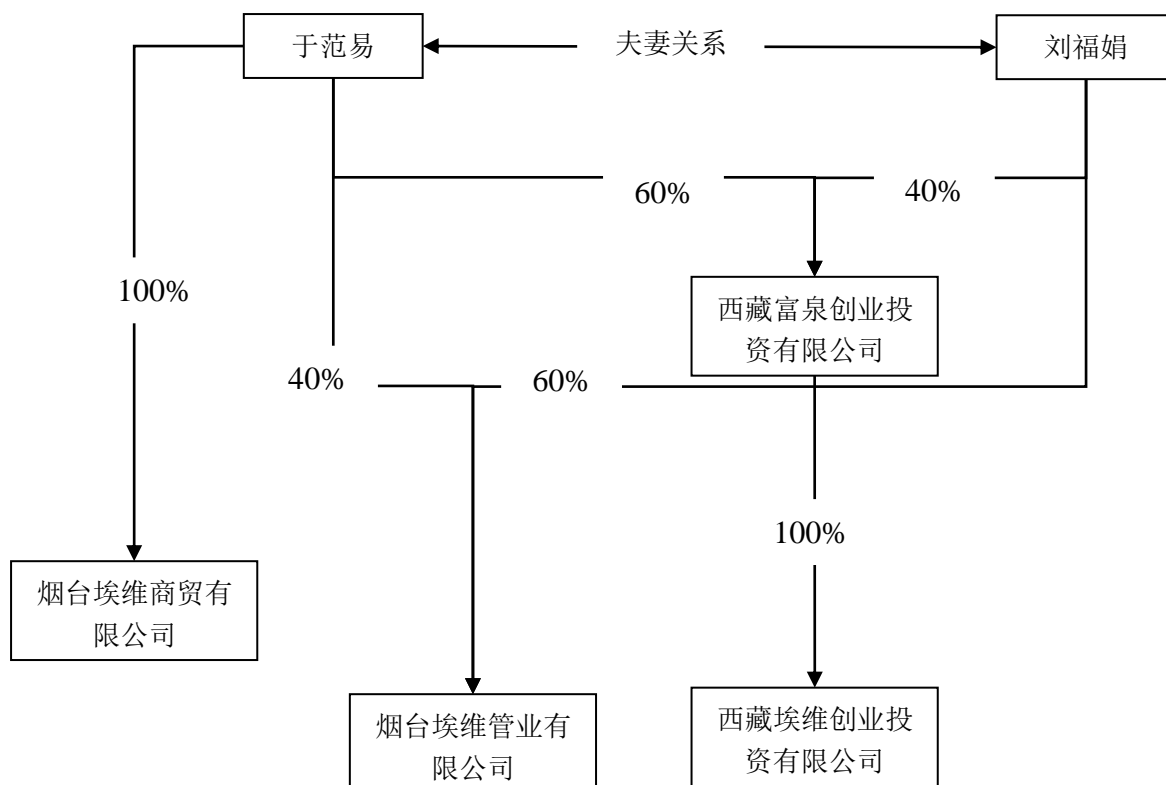 于范易
夫妻关系
刘福娟
60%
40%
100%
西藏富泉创业投
资有限公司
40%
60%
100%
烟台埃维商贸有
限公司
烟台埃维管业有
限公司
西藏埃维创业投
资有限公司